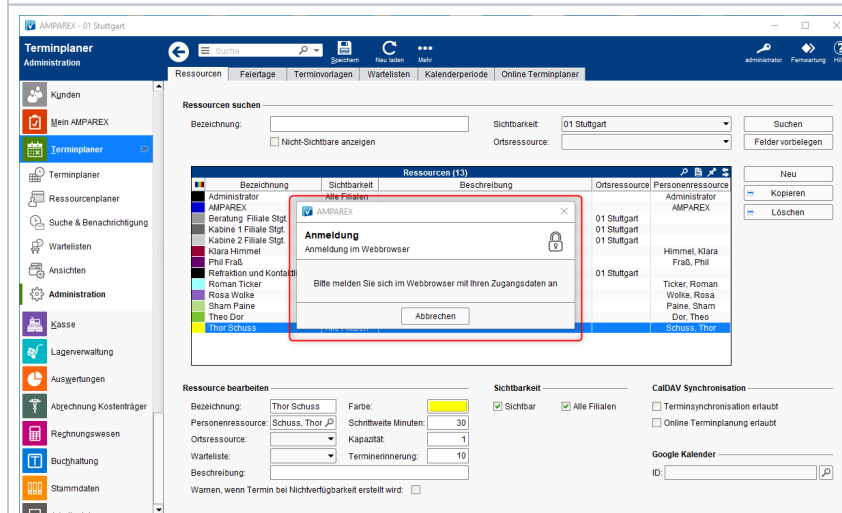 AMPAREX - 01 Stuttgart
Terminplaner
Administration
Suche
Speichern
Neu laden
Mehr
administrator
Fernwartung
Ressourcen
Feiertage
Terminvorlagen
Wartelisten
Kalenderperiode
Online Terminplaner
Kunden
Mein AMPAREX
Terminplaner
Terminplaner
Ressourcenplaner
Suche & Benachrichtigung
Wartelisten
Ansichten
Administration
Kasse
Lagerverwaltung
Auswertungen
Abrechnung Kostenträger
Rechnungswesen
Buchhaltung
Stammdaten
Ressourcen suchen
Bezeichnung: Sichtbarkeit: 01 Stuttgart Suchen
Nicht-Sichtbare anzeigen Ortsressource: Felder vorbelegen
Ressourcen (13) Neu
Kopieren
Löschen
Bezeichnung Sichtbarkeit Beschreibung Ortsressource Personenressource
Administrator Alle Filialen Administrator
AMPAREX AMPAREX
Beratung Filiale Stgt. 01 Stuttgart
Kabine 1 Filiale Stgt. 01 Stuttgart
Kabine 2 Filiale Stgt. 01 Stuttgart
Klara Himmel Himmel, Klara
Phil Fraß Fraß, Phil
Refraktion und 01 Stuttgart
Roman Ticker Ticker, Roman
Rosa Wolke Wolke, Rosa
Sham Paine Paine, Sham
Theo Dor Dor, Theo
Thor Schuss Alle Filialen Schuss, Thor
AMPAREX
Anmeldung
Anmeldung im Webbrowser
Bitte melden Sie sich im Webbrowser mit Ihren Zugangsdaten an
Abbrechen
Ressource bearbeiten
Bezeichnung: Thor Schuss Farbe:
Personenressource: Schuss, Thor Schrittweite Minuten: 30
Ortsressource: Kapazität: 1
Warteliste: Terminerinnerung: 10
Beschreibung:
Warnen, wenn Termin bei Nichtverfügbarkeit erstellt wird:
Sichtbarkeit
Sichtbar Alle Filialen
CalDAV Synchronisation
Terminsynchronisation erlaubt
Online Terminplanung erlaubt
Google Kalender
ID: